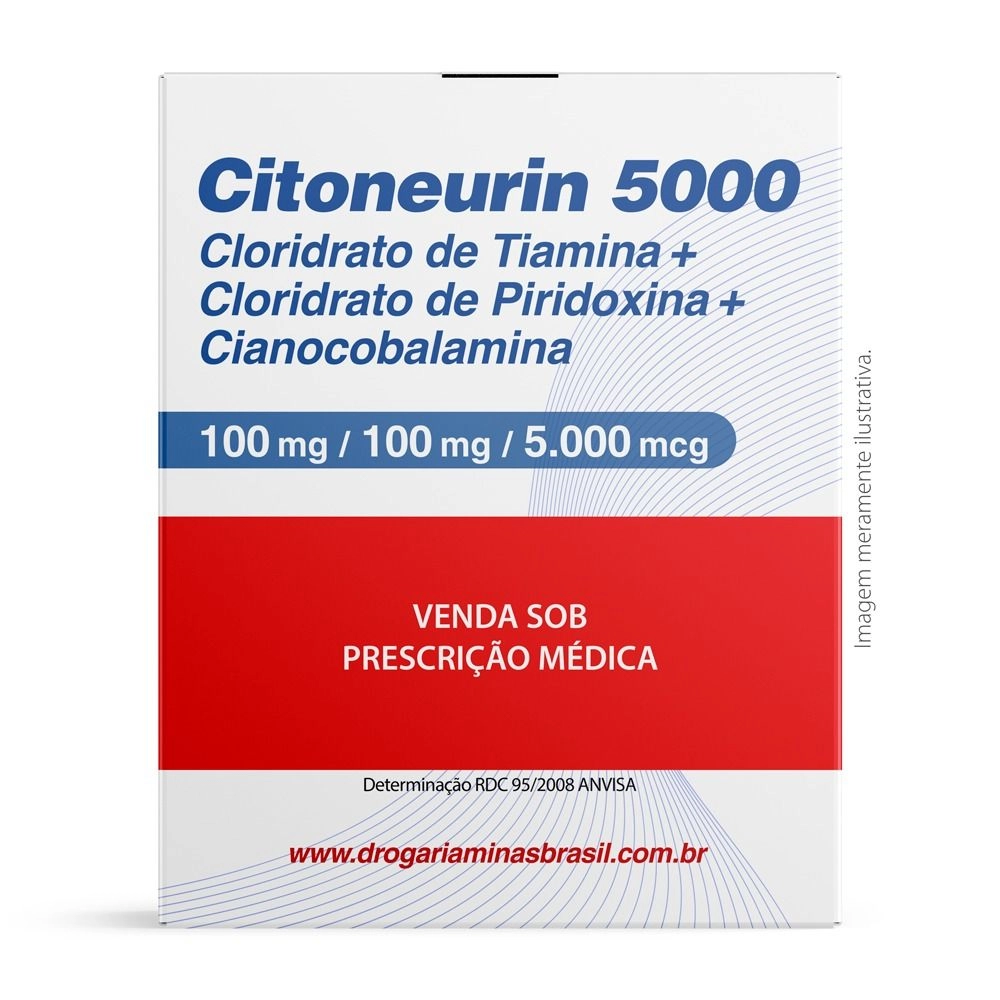 Citoneurin 5000
Cloridrato de Tiamina +
Cloridrato de Piridoxina +
Cianocobalamina
100 mg / 100 mg / 5.000 mcg
VENDA SOB
PRESCRIÇÃO MÉDICA
Determinação RDC 95/2008 ANVISA
www.drogariaminasbrasil.com.br
Imagem meramente ilustrativa.